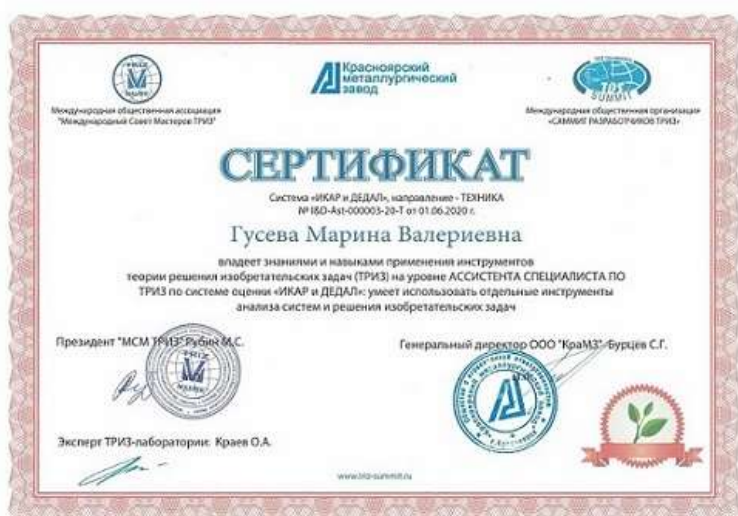 TRIZ
Красноярский
металлургический
завод
SUMMIT
Международная общественная ассоциация
"Международный Совет Мастеров ТРИЗ"
Международная общественная организация
«САММИТ РАЗРАБОТЧИКОВ ТРИЗ»
СЕРТИФИКАТ
Система «ИКАР и ДЕДАЛ», направление - ТЕХНИКА
№ I&D-Ast-000003-20-T от 01.06.2020 г.
Гусева Марина Валериевна
владеет знаниями и навыками применения инструментов
теории решения изобретательских задач (ТРИЗ) на уровне АССИСТЕНТА СПЕЦИАЛИСТА ПО
ТРИЗ по системе оценки «ИКАР и ДЕДАЛ»: умеет использовать отдельные инструменты
анализа систем и решения изобретательских задач
Президент "МСМ ТРИЗ" Рубин М.С.
Генеральный директор ООО "КраМЗ" Бурцев С.Г.
TRIZ
Эксперт ТРИЗ-лаборатории: Краев О.А.
www.triz-summit.ru